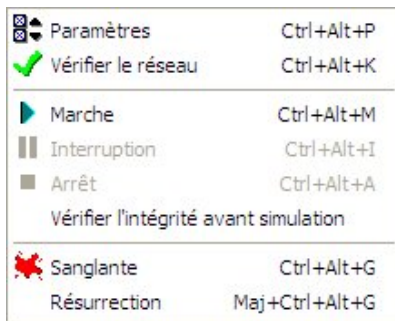 Paramètres Ctrl+Alt+P
Vérifier le réseau Ctrl+Alt+K
Marche Ctrl+Alt+M
Interruption Ctrl+Alt+I
Arrêt Ctrl+Alt+A
Vérifier l'intégrité avant simulation
Sanglante Ctrl+Alt+G
Résurrection Maj+Ctrl+Alt+G